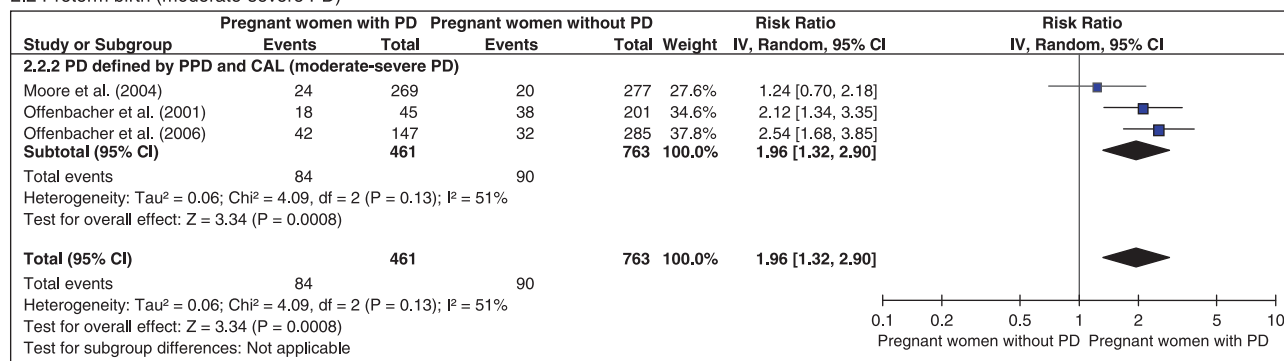 2.2 Preterm birth (moderate-severe PD)
Pregnant women with PD Pregnant women without PD Risk Ratio Risk Ratio
Study or Subgroup Events Total Events Total Weight IV, Random, 95% CI IV, Random, 95% CI
2.2.2 PD defined by PPD and CAL (moderate-severe PD)
Moore et al. (2004) 24 269 20 277 27.6% 1.24 [0.70, 2.18]
Offenbacher et al. (2001) 18 45 38 201 34.6% 2.12 [1.34, 3.35]
Offenbacher et al. (2006) 42 147 32 285 37.8% 2.54 [1.68, 3.85]
Subtotal (95% CI) 461 763 100.0% 1.96 [1.32, 2.90]
Total events 84 90
Heterogeneity: Tau² = 0.06; Chi² = 4.09, df = 2 (P = 0.13); I² = 51%
Test for overall effect: Z = 3.34 (P = 0.0008)
Total (95% CI) 461 763 100.0% 1.96 [1.32, 2.90]
Total events 84 90
Heterogeneity: Tau² = 0.06; Chi² = 4.09, df = 2 (P = 0.13); I² = 51%
Test for overall effect: Z = 3.34 (P = 0.0008)
Test for subgroup differences: Not applicable
0.1 0.2 0.5 1 2 5 10
Pregnant women without PD Pregnant women with PD